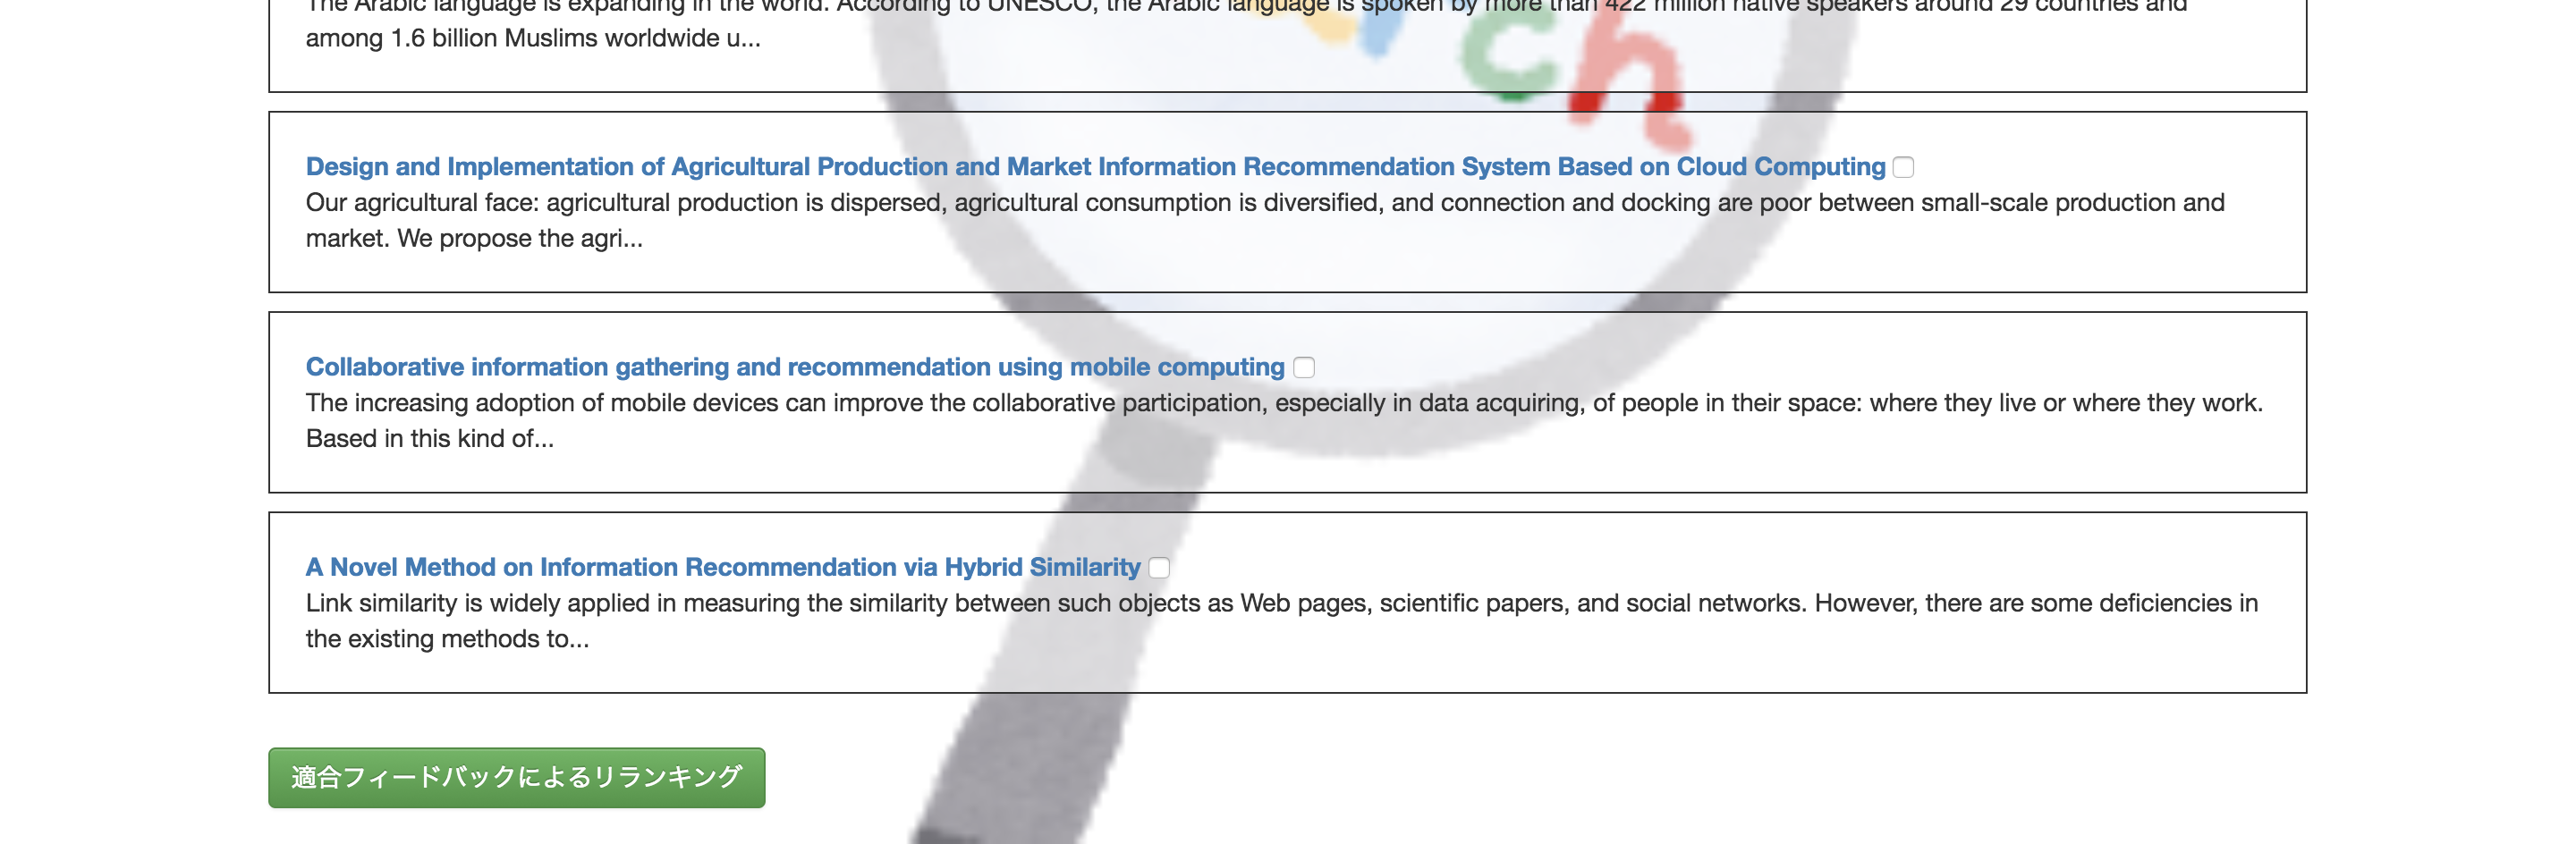 The Arabic language is expanding in the world. According to UNESCO, the Arabic language is spoken by more than 422 million native speakers around 29 countries and
among 1.6 billion Muslims worldwide u...
ch
Design and Implementation of Agricultural Production and Market Information Recommendation System Based on Cloud Computing
Our agricultural face: agricultural production is dispersed, agricultural consumption is diversified, and connection and docking are poor between small-scale production and
market. We propose the agri...
Collaborative information gathering and recommendation using mobile computing
The increasing adoption of mobile devices can improve the collaborative participation, especially in data acquiring, of people in their space: where they live or where they work.
Based in this kind of...
A Novel Method on Information Recommendation via Hybrid Similarity
Link similarity is widely applied in measuring the similarity between such objects as Web pages, scientific papers, and social networks. However, there are some deficiencies in
the existing methods to...
適合フィードバックによるリランキング